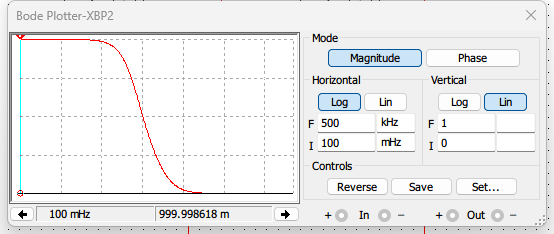 Bode Plotter-XBP2
Mode
Magnitude Phase
Horizontal Vertical
Log Lin Log Lin
F 500 kHz F 1
I 100 mHz I 0
Controls
Reverse Save Set...
100 mHz 999.998618 m
+ In - + Out -